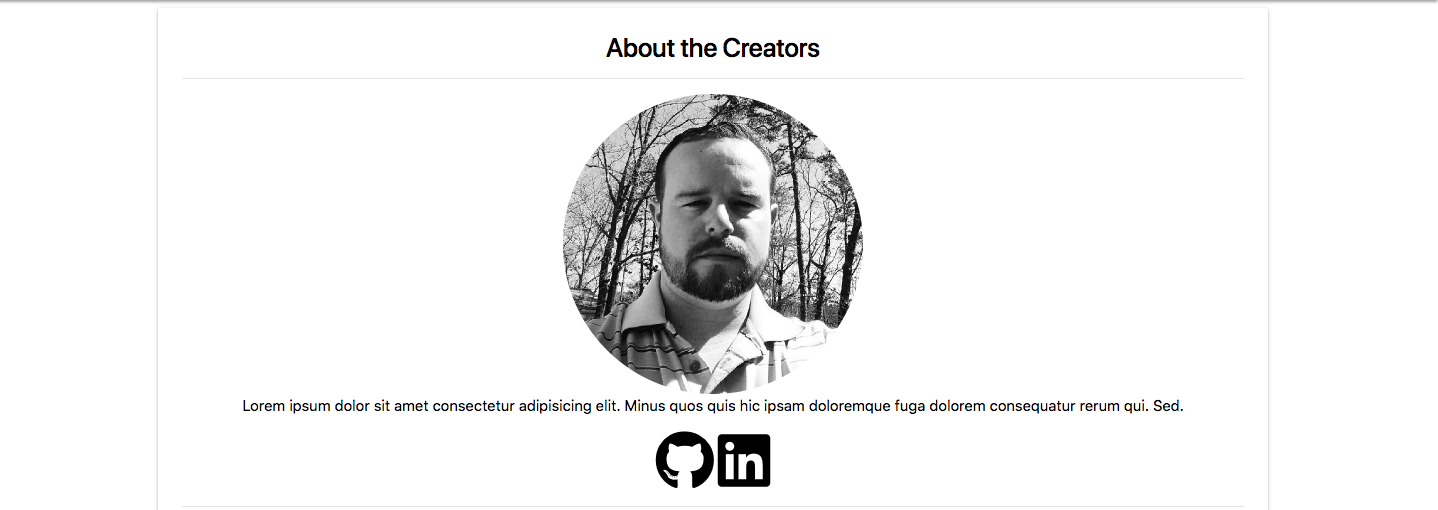 About the Creators
Lorem ipsum dolor sit amet consectetur adipisicing elit. Minus quos quis hic ipsam doloremque fuga dolorem consequatur rerum qui. Sed.
in